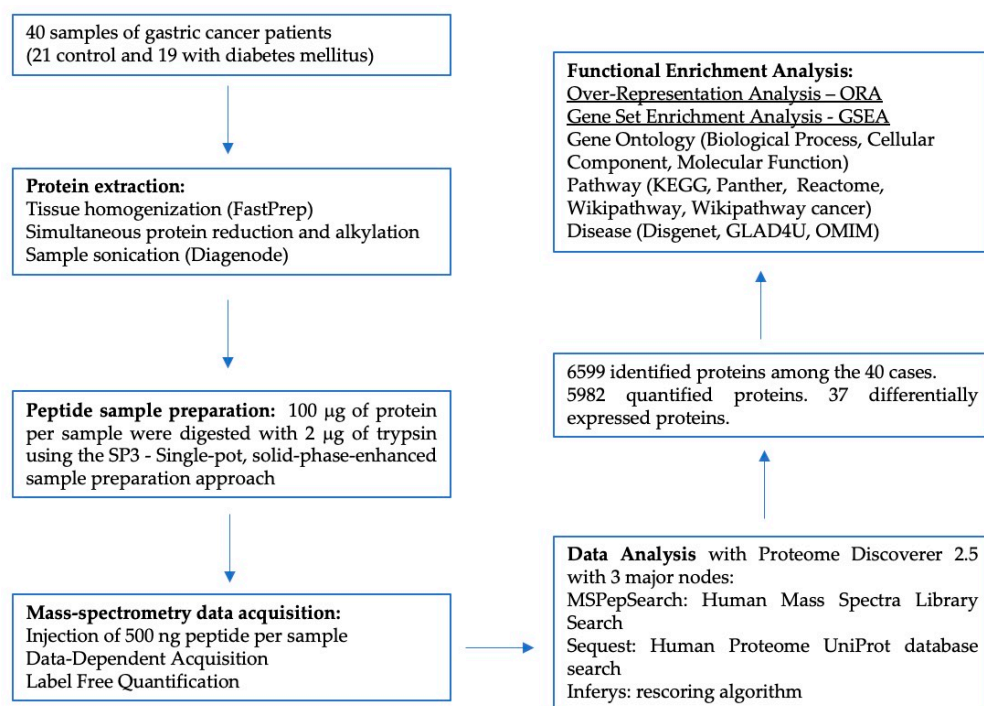 40 samples of gastric cancer patients
(21 control and 19 with diabetes mellitus)
Protein extraction:
Tissue homogenization (FastPrep)
Simultaneous protein reduction and alkylation
Sample sonication (Diagenode)
Peptide sample preparation: 100 µg of protein
per sample were digested with 2 µg of trypsin
using the SP3 - Single-pot, solid-phase-enhanced
sample preparation approach
Mass-spectrometry data acquisition:
Injection of 500 ng peptide per sample
Data-Dependent Acquisition
Label Free Quantification
Data Analysis with Proteome Discoverer 2.5
with 3 major nodes:
MSPepSearch: Human Mass Spectra Library
Search
Sequest: Human Proteome UniProt database
search
Inferys: rescoring algorithm
6599 identified proteins among the 40 cases.
5982 quantified proteins. 37 differentially
expressed proteins.
Functional Enrichment Analysis:
Over-Representation Analysis – ORA
Gene Set Enrichment Analysis - GSEA
Gene Ontology (Biological Process, Cellular
Component, Molecular Function)
Pathway (KEGG, Panther, Reactome,
Wikipathway, Wikipathway cancer)
Disease (Disgenet, GLAD4U, OMIM)